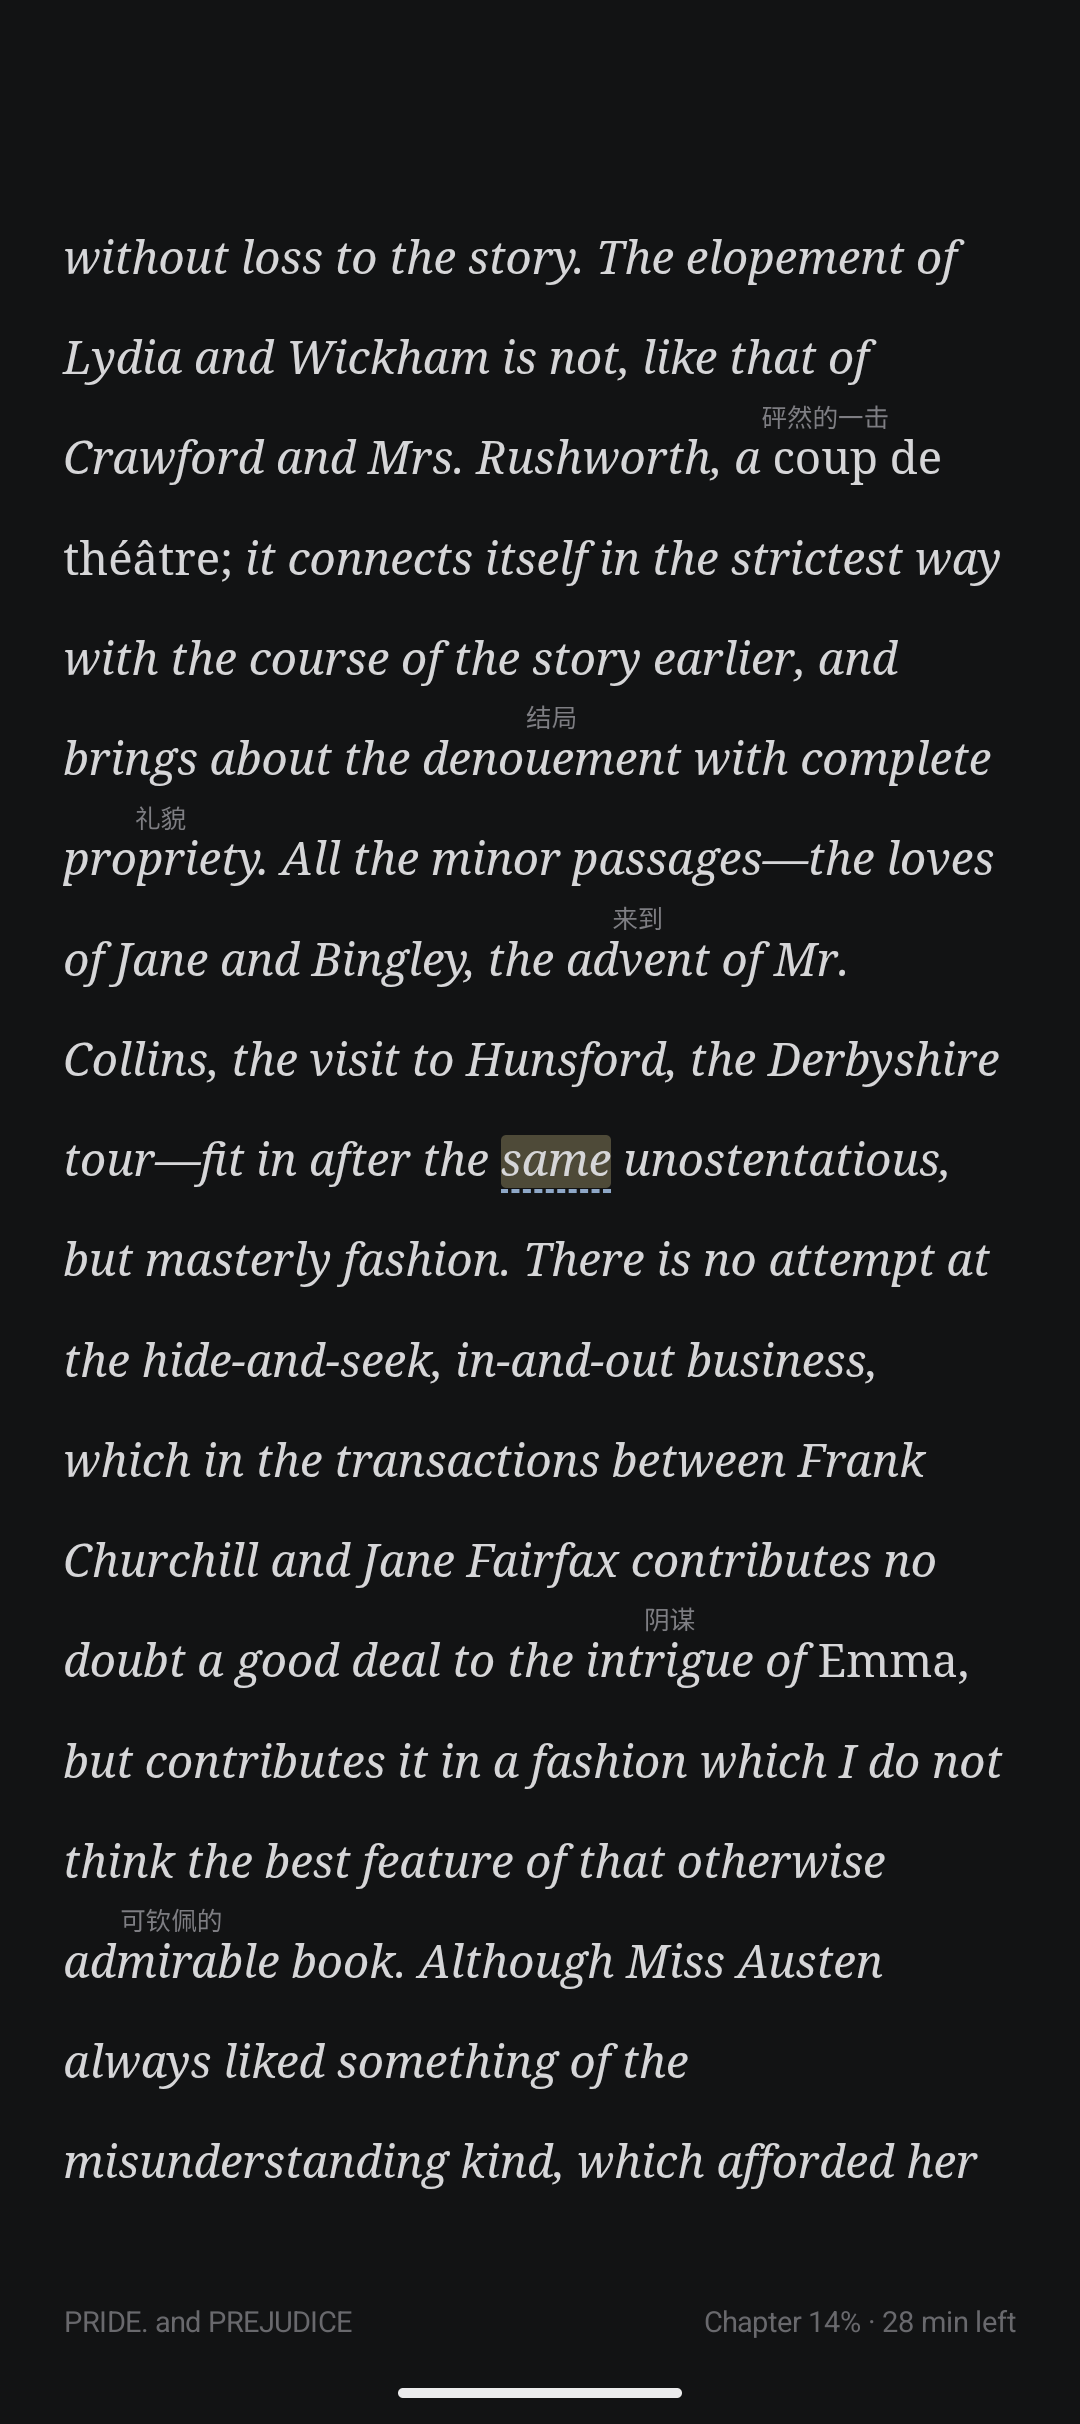 without loss to the story. The elopement of
Lydia and Wickham is not, like that of
砰然的一击
Crawford and Mrs. Rushworth, a coup de
théâtre; it connects itself in the strictest way
with the course of the story earlier, and
结局
brings about the denouement with complete
礼貌
propriety. All the minor passages—the loves
来到
of Jane and Bingley, the advent of Mr.
Collins, the visit to Hunsford, the Derbyshire
tour—fit in after the same unostentatious,
but masterly fashion. There is no attempt at
the hide-and-seek, in-and-out business,
which in the transactions between Frank
Churchill and Jane Fairfax contributes no
阴谋
doubt a good deal to the intrigue of Emma,
but contributes it in a fashion which I do not
think the best feature of that otherwise
可钦佩的
admirable book. Although Miss Austen
always liked something of the
misunderstanding kind, which afforded her
PRIDE. and PREJUDICE
Chapter 14% · 28 min left